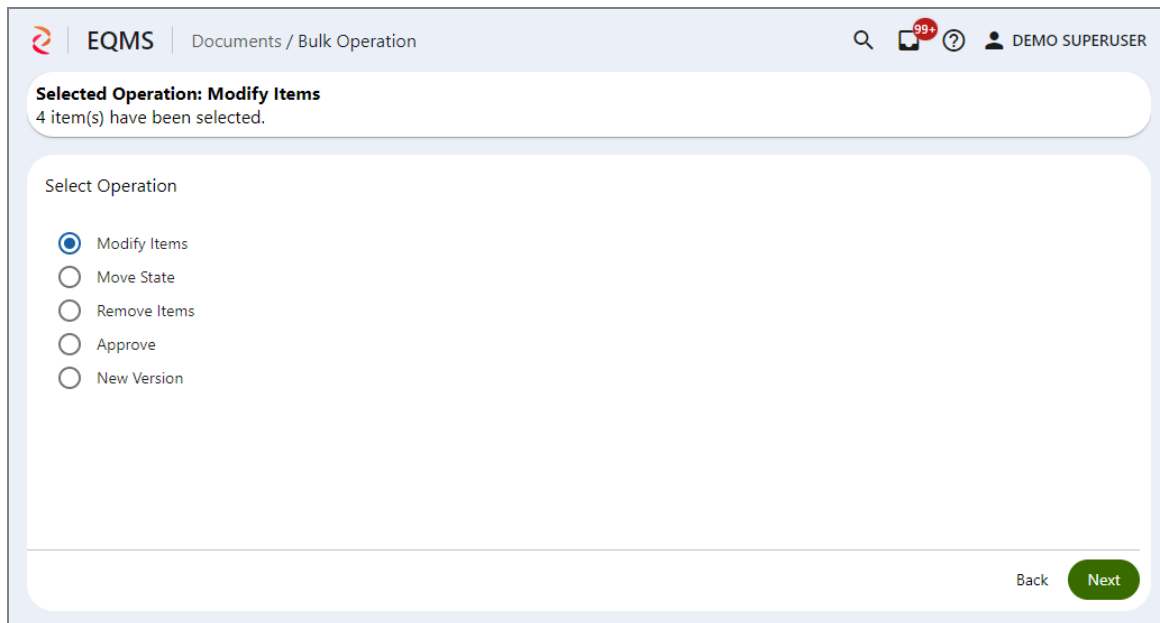 EQMS Documents / Bulk Operation 99+ DEMO SUPERUSER
Selected Operation: Modify Items
4 item(s) have been selected.
Select Operation
Modify Items
Move State
Remove Items
Approve
New Version
Back Next